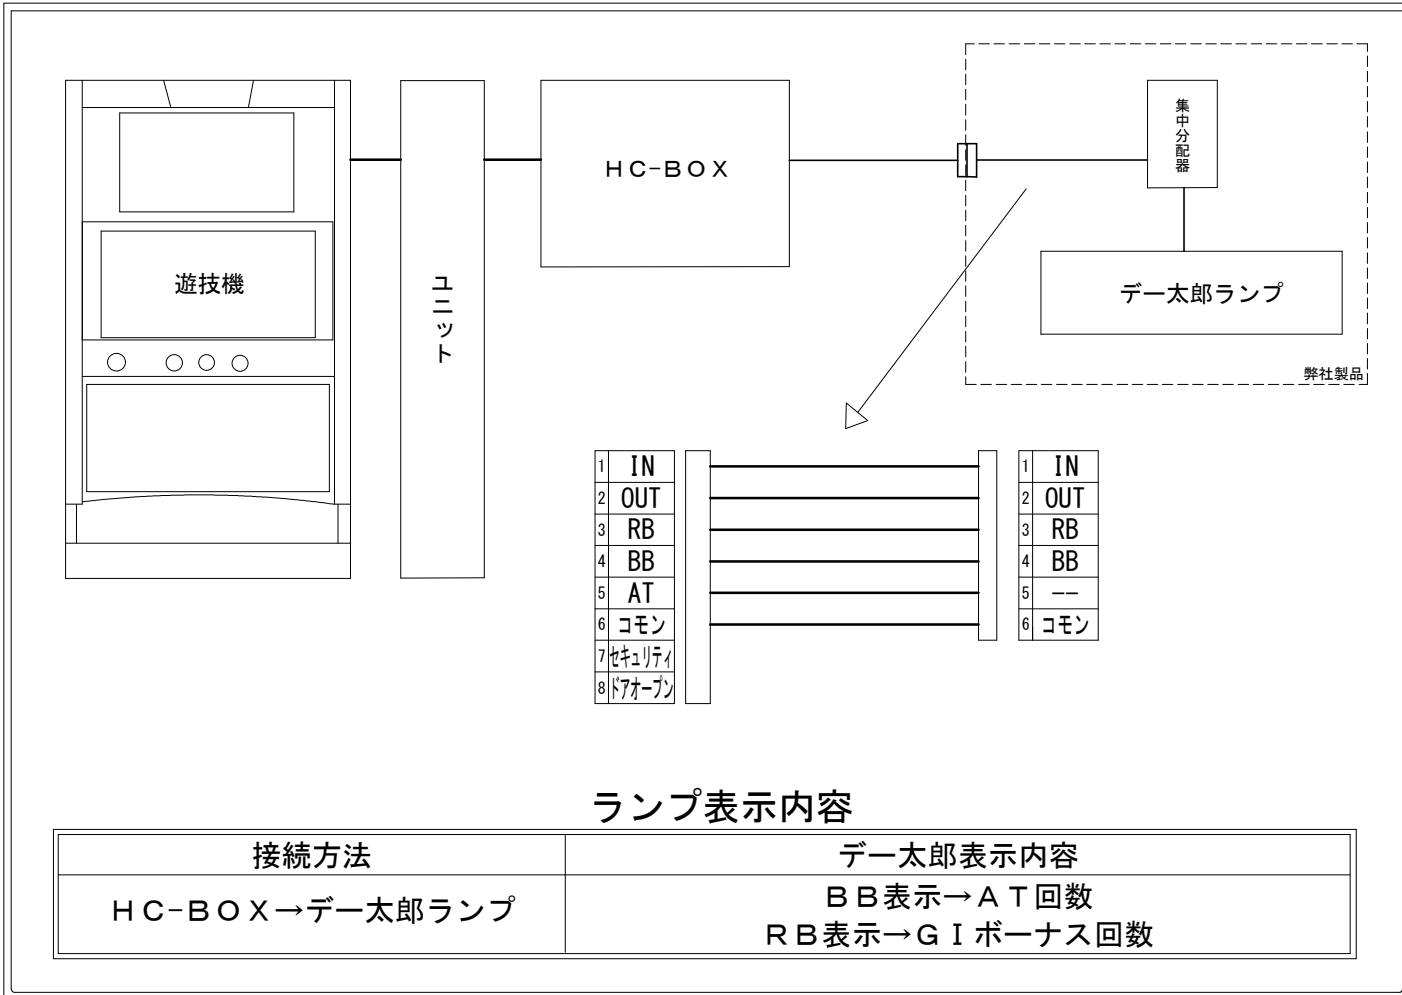 遊技機
ユニット
ＨＣ-ＢＯＸ
集中分配器
デー太郎ランプ
弊社製品
1 IN
2 OUT
3 RB
4 BB
5 AT
6 コモン
7 セキュリティ
8 ドアオープン
1 IN
2 OUT
3 RB
4 BB
5 --
6 コモン
ランプ表示内容
接続方法
デー太郎表示内容
ＨＣ-ＢＯＸ→デー太郎ランプ
ＢＢ表示→ＡＴ回数
ＲＢ表示→ＧＩボーナス回数